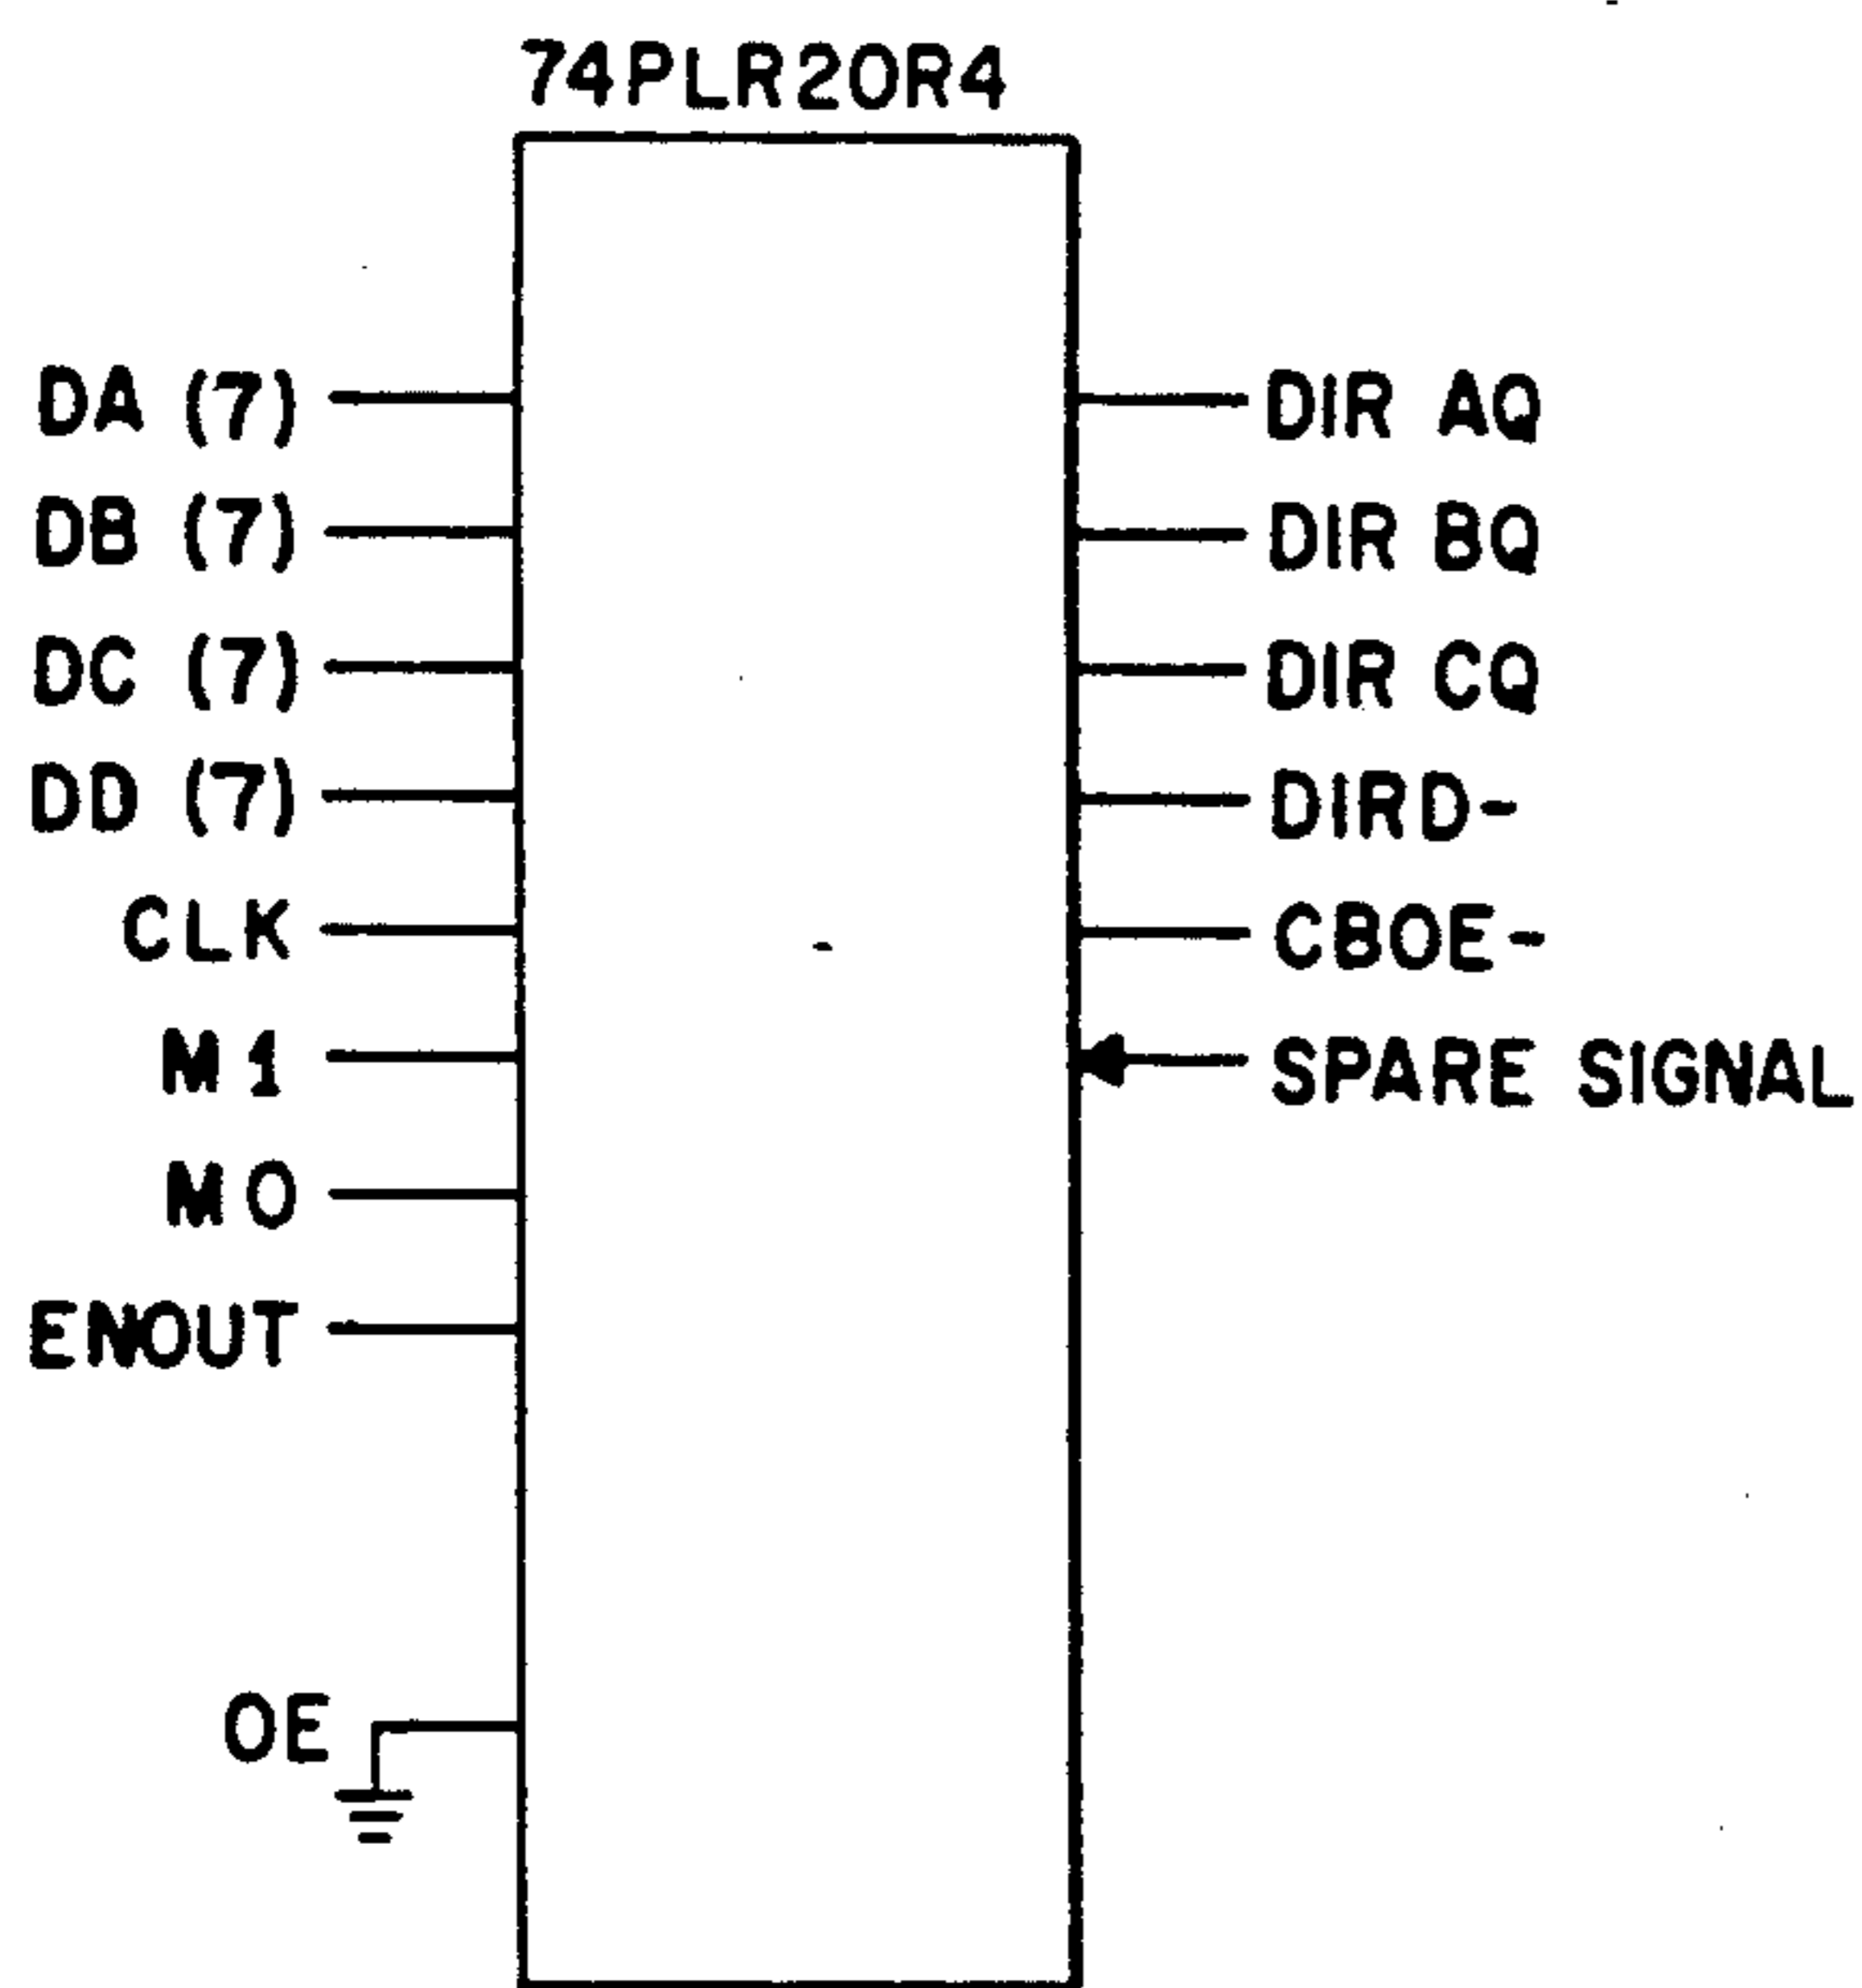 74PLR20R4
DA (7)
DB (7)
DC (7)
DD (7)
CLK
M1
M0
ENOUT
OE
DIR AQ
DIR BQ
DIR CQ
DIRD-
CBOE-
SPARE SIGNAL